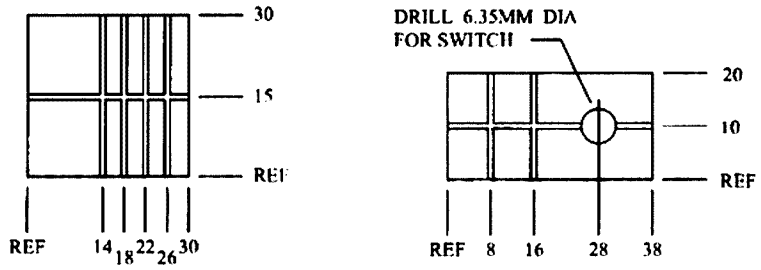 30
15
REF
REF 14 18 22 26 30
DRILL 6.35MM DIA
FOR SWITCH
20
10
REF
REF 8 16 28 38